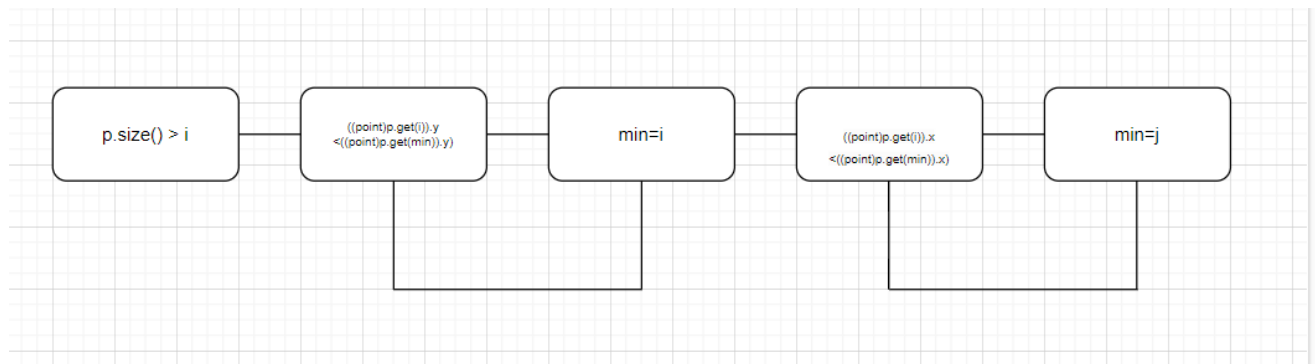 p.size() > i
((point)p.get(i)).y
<((point)p.get(min)).y)
min=i
((point)p.get(i)).x
<((point)p.get(min)).x)
min=j